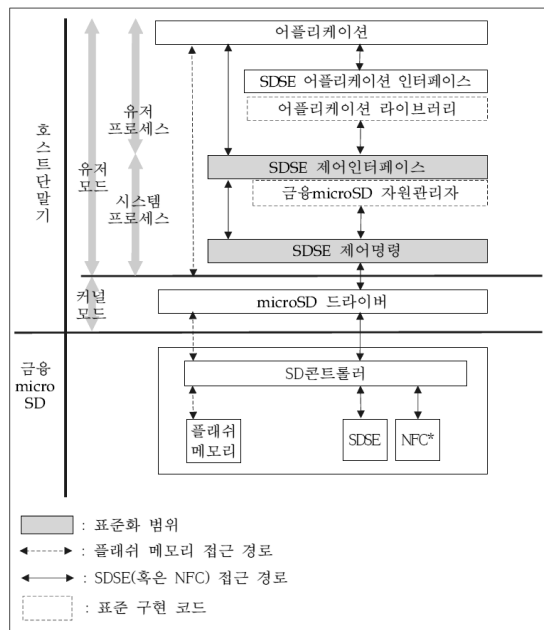 어플리케이션
SDSE 어플리케이션 인터페이스
어플리케이션 라이브러리
유저
프로세스
호스트단말기
유저
모드
SDSE 제어인터페이스
금융microSD 자원관리자
시스템
프로세스
SDSE 제어명령
커널
모드
microSD 드라이버
금융
micro
SD
SD콘트롤러
플래쉬
메모리
SDSE
NFC*
: 표준화 범위
: 플래쉬 메모리 접근 경로
: SDSE(혹은 NFC) 접근 경로
: 표준 구현 코드